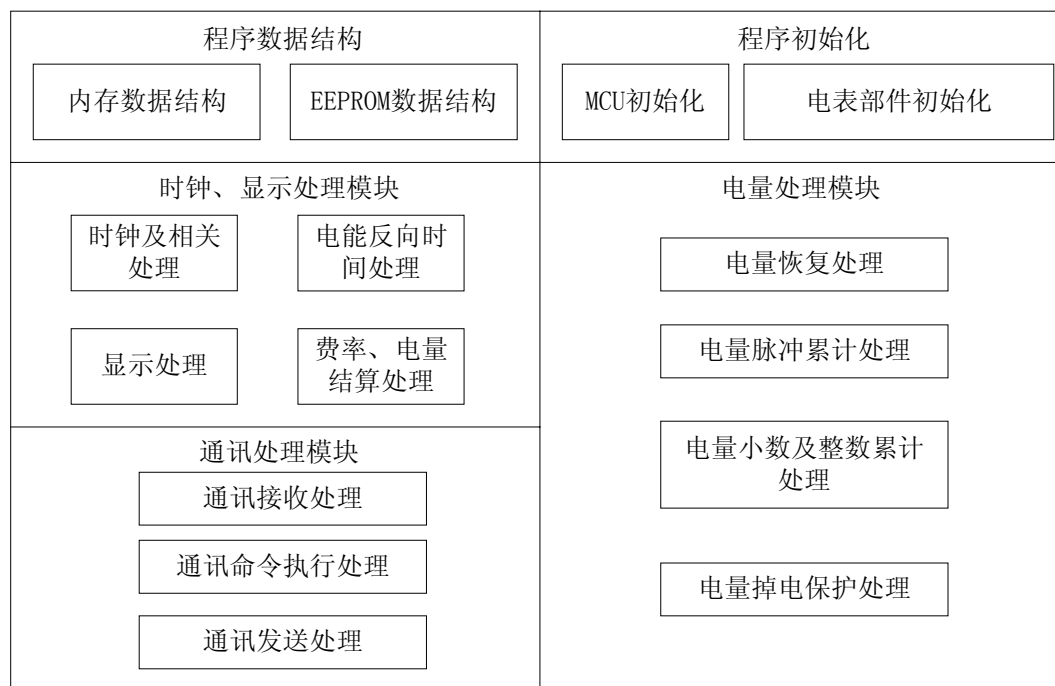 程序数据结构
内存数据结构
EEPROM数据结构
程序初始化
MCU初始化
电表部件初始化
时钟、显示处理模块
时钟及相关
处理
电能反向时
间处理
显示处理
费率、电量
结算处理
电量处理模块
电量恢复处理
电量脉冲累计处理
电量小数及整数累计
处理
电量掉电保护处理
通讯处理模块
通讯接收处理
通讯命令执行处理
通讯发送处理